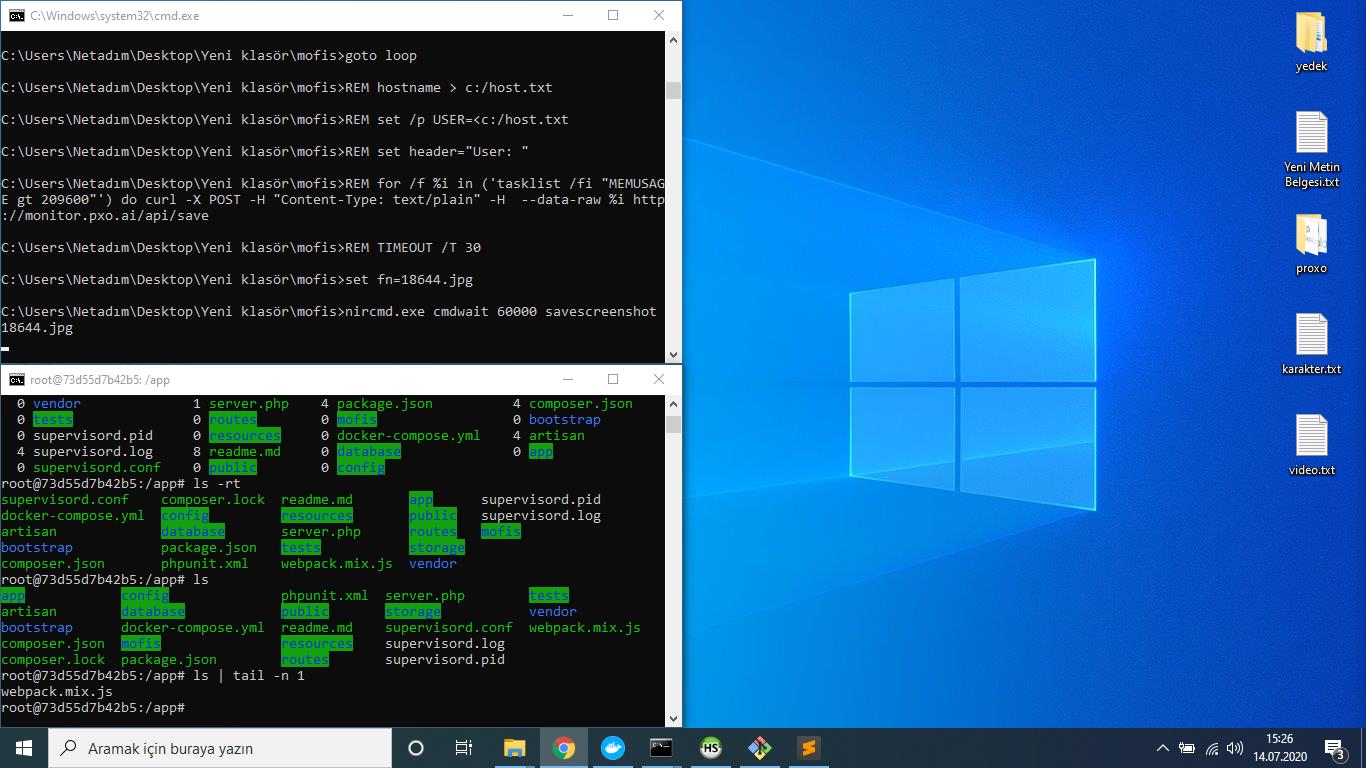 C:\Windows\system32\cmd.exe
C:\Users\Netadım\Desktop\Yeni klasör\mofis>goto loop
C:\Users\Netadım\Desktop\Yeni klasör\mofis>REM hostname > c:/host.txt
C:\Users\Netadım\Desktop\Yeni klasör\mofis>REM set /p USER=<c:/host.txt
C:\Users\Netadım\Desktop\Yeni klasör\mofis>REM set header="User: "
C:\Users\Netadım\Desktop\Yeni klasör\mofis>REM for /f %i in ('tasklist /fi "MEMUSAG
E gt 209600"') do curl -X POST -H "Content-Type: text/plain" -H  --data-raw %i http
://monitor.pxo.ai/api/save
C:\Users\Netadım\Desktop\Yeni klasör\mofis>REM TIMEOUT /T 30
C:\Users\Netadım\Desktop\Yeni klasör\mofis>set fn=18644.jpg
C:\Users\Netadım\Desktop\Yeni klasör\mofis>nircmd.exe cmdwait 60000 savescreenshot
18644.jpg
root@73d55d7b42b5: /app
0 vendor 1 server.php 4 package.json 4 composer.json
0 tests 0 routes 0 mofis 0 bootstrap
0 supervisord.pid 0 resources 0 docker-compose.yml 4 artisan
4 supervisord.log 8 readme.md 0 database 0 app
0 supervisord.conf 0 public 0 config
root@73d55d7b42b5:/app# ls -rt
supervisord.conf composer.lock readme.md app supervisord.pid
docker-compose.yml config resources public supervisord.log
artisan database server.php routes mofis
bootstrap package.json tests storage
composer.json phpunit.xml webpack.mix.js vendor
root@73d55d7b42b5:/app# ls
app config phpunit.xml server.php tests
artisan database public storage vendor
bootstrap docker-compose.yml readme.md supervisord.conf webpack.mix.js
composer.json mofis resources supervisord.log
composer.lock package.json routes supervisord.pid
root@73d55d7b42b5:/app# ls | tail -n 1
webpack.mix.js
root@73d55d7b42b5:/app#
yedek
Yeni Metin
Belgesi.txt
proxo
karakter.txt
video.txt
Aramak için buraya yazın
HS
15:26
14.07.2020
3